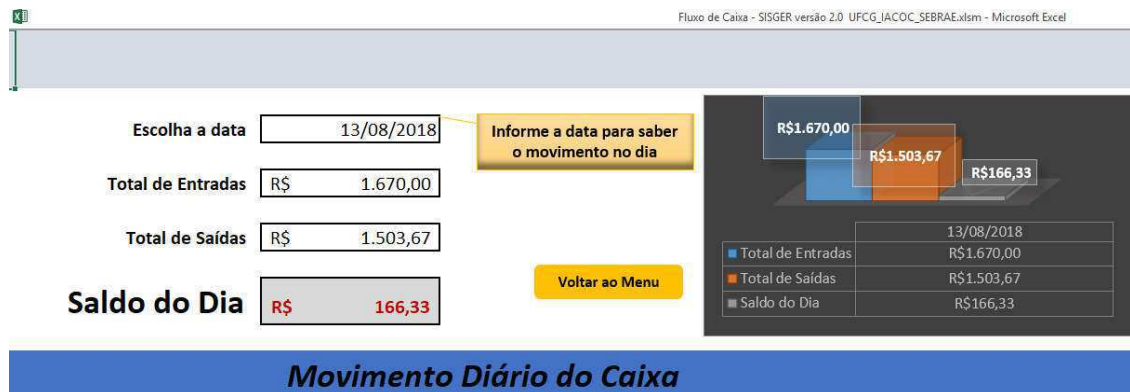 Fluxo de Caixa - SISGER versão 2.0 UFCG_IACOC_SEBRAE.xlsm - Microsoft Excel
Escolha a data 13/08/2018
Informe a data para saber
o movimento no dia
Total de Entradas R$ 1.670,00
Total de Saídas R$ 1.503,67
Voltar ao Menu
Saldo do Dia R$ 166,33
R$1.670,00
R$1.503,67
R$166,33
13/08/2018
Total de Entradas R$1.670,00
Total de Saídas R$1.503,67
Saldo do Dia R$166,33
Movimento Diário do Caixa